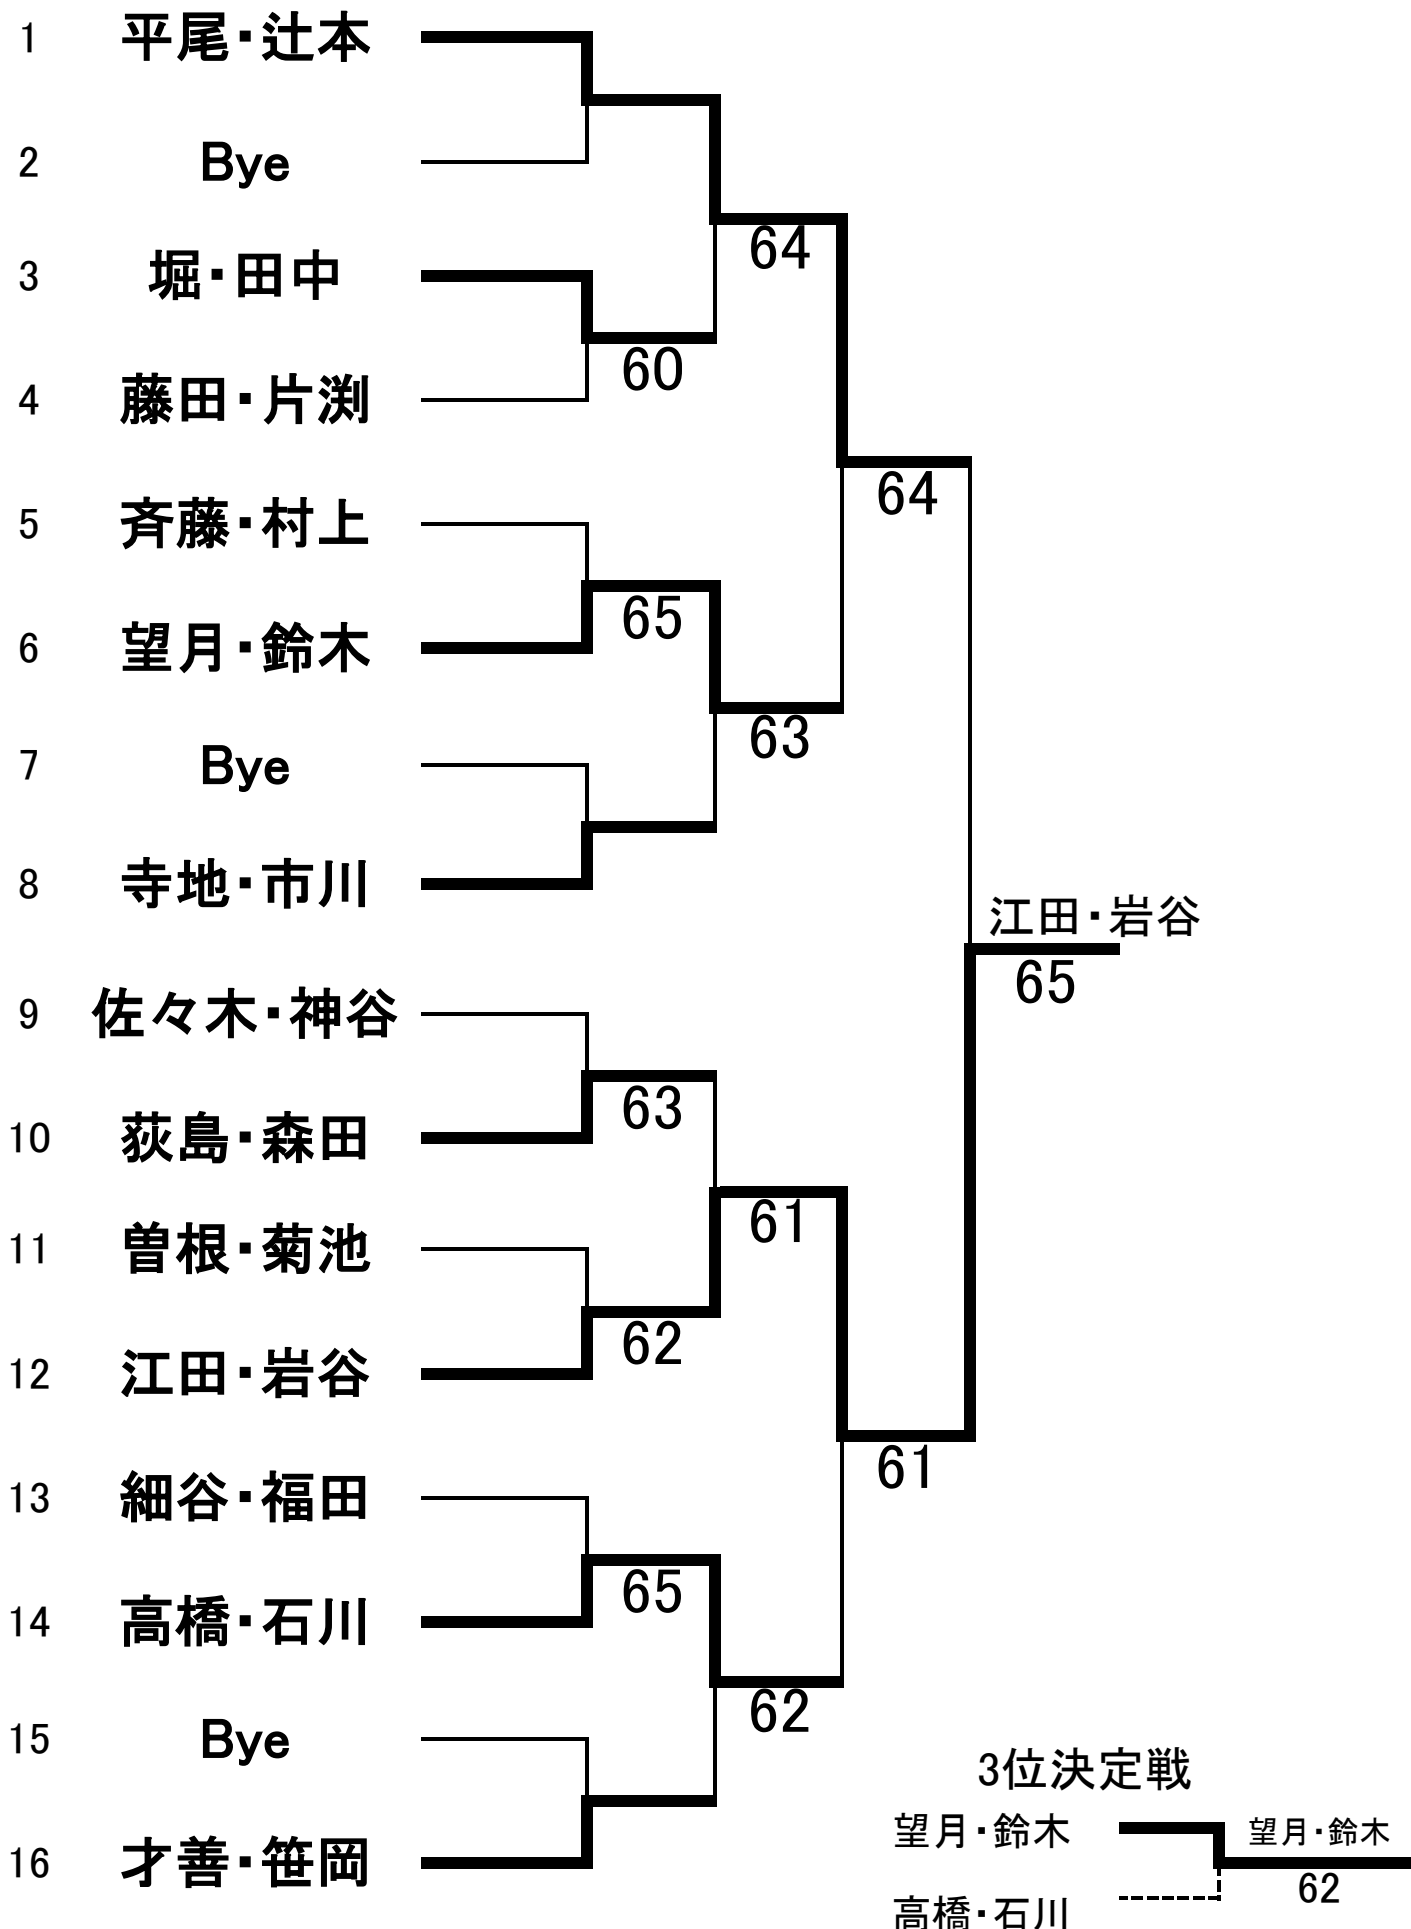 1 平尾・辻本
2 Bye
64
3 堀・田中
60
4 藤田・片渕
64
5 斉藤・村上
65
6 望月・鈴木
63
7 Bye
8 寺地・市川
江田・岩谷
65
9 佐々木・神谷
63
10 荻島・森田
61
11 曽根・菊池
62
12 江田・岩谷
61
13 細谷・福田
65
14 高橋・石川
62
15 Bye
3位決定戦
望月・鈴木 望月・鈴木
16 才善・笹岡
62
高橋・石川